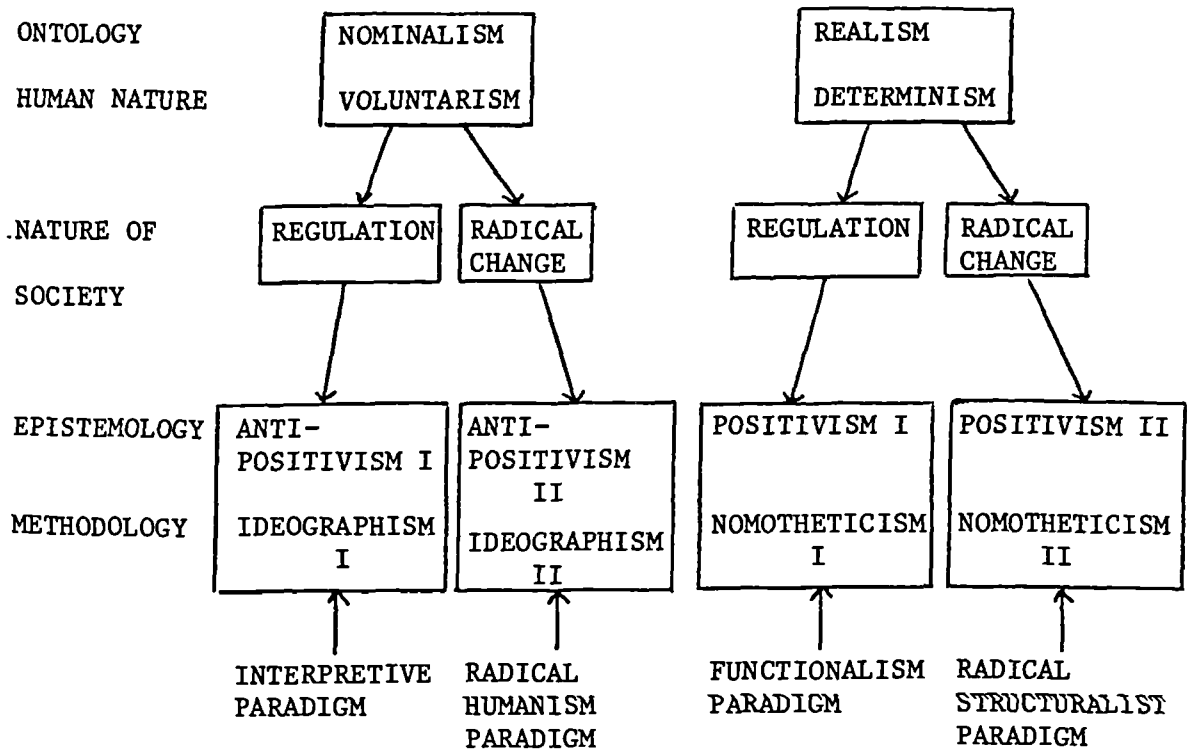 ONTOLOGY NOMINALISM REALISM
HUMAN NATURE VOLUNTARISM DETERMINISM
.NATURE OF REGULATION RADICAL REGULATION RADICAL
CHANGE CHANGE
SOCIETY
EPISTEMOLOGY ANTI- ANTI- POSITIVISM I POSITIVISM II
POSITIVISM I POSITIVISM
II
METHODOLOGY IDEOGRAPHISM NOMOTHETICISM NOMOTHETICISM
I IDEOGRAPHISM I II
II
INTERPRETIVE RADICAL FUNCTIONALISM RADICAL
PARADIGM HUMANISM PARADIGM STRUCTURALIST
PARADIGM PARADIGM